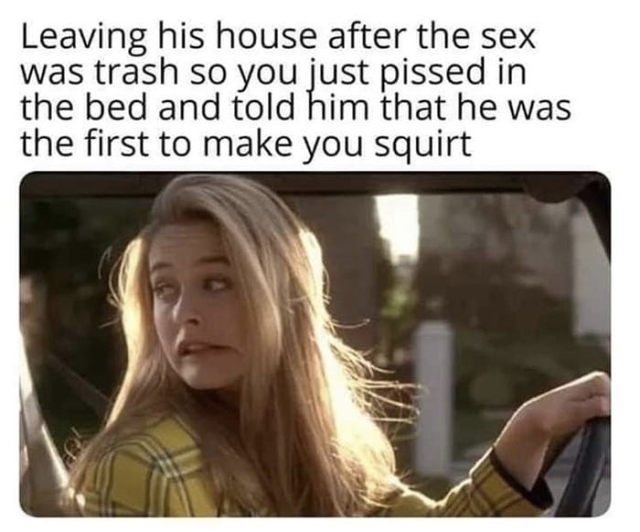 Leaving his house after the sex
was trash so you just pissed in
the bed and told him that he was
the first to make you squirt